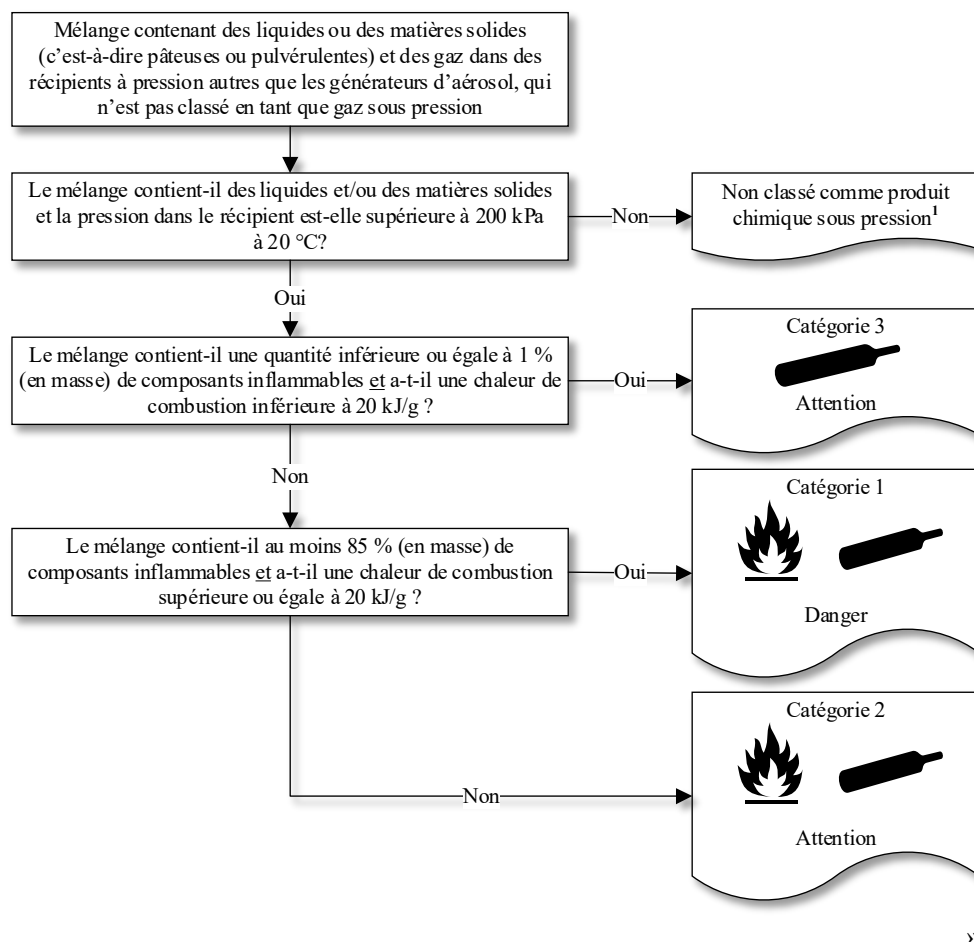 Mélange contenant des liquides ou des matières solides
(c'est-à-dire pâteuses ou pulvérulentes) et des gaz dans des
récipients à pression autres que les générateurs d'aérosol, qui
n'est pas classé en tant que gaz sous pression
Le mélange contient-il des liquides et/ou des matières solides
et la pression dans le récipient est-elle supérieure à 200 kPa
à 20 °C?
Non
Non classé comme produit
chimique sous pression¹
Oui
Le mélange contient-il une quantité inférieure ou égale à 1 %
(en masse) de composants inflammables et a-t-il une chaleur de
combustion inférieure à 20 kJ/g ?
Oui
Catégorie 3
Attention
Non
Le mélange contient-il au moins 85 % (en masse) de
composants inflammables et a-t-il une chaleur de combustion
supérieure ou égale à 20 kJ/g ?
Oui
Catégorie 1
Danger
Non
Catégorie 2
Attention
»